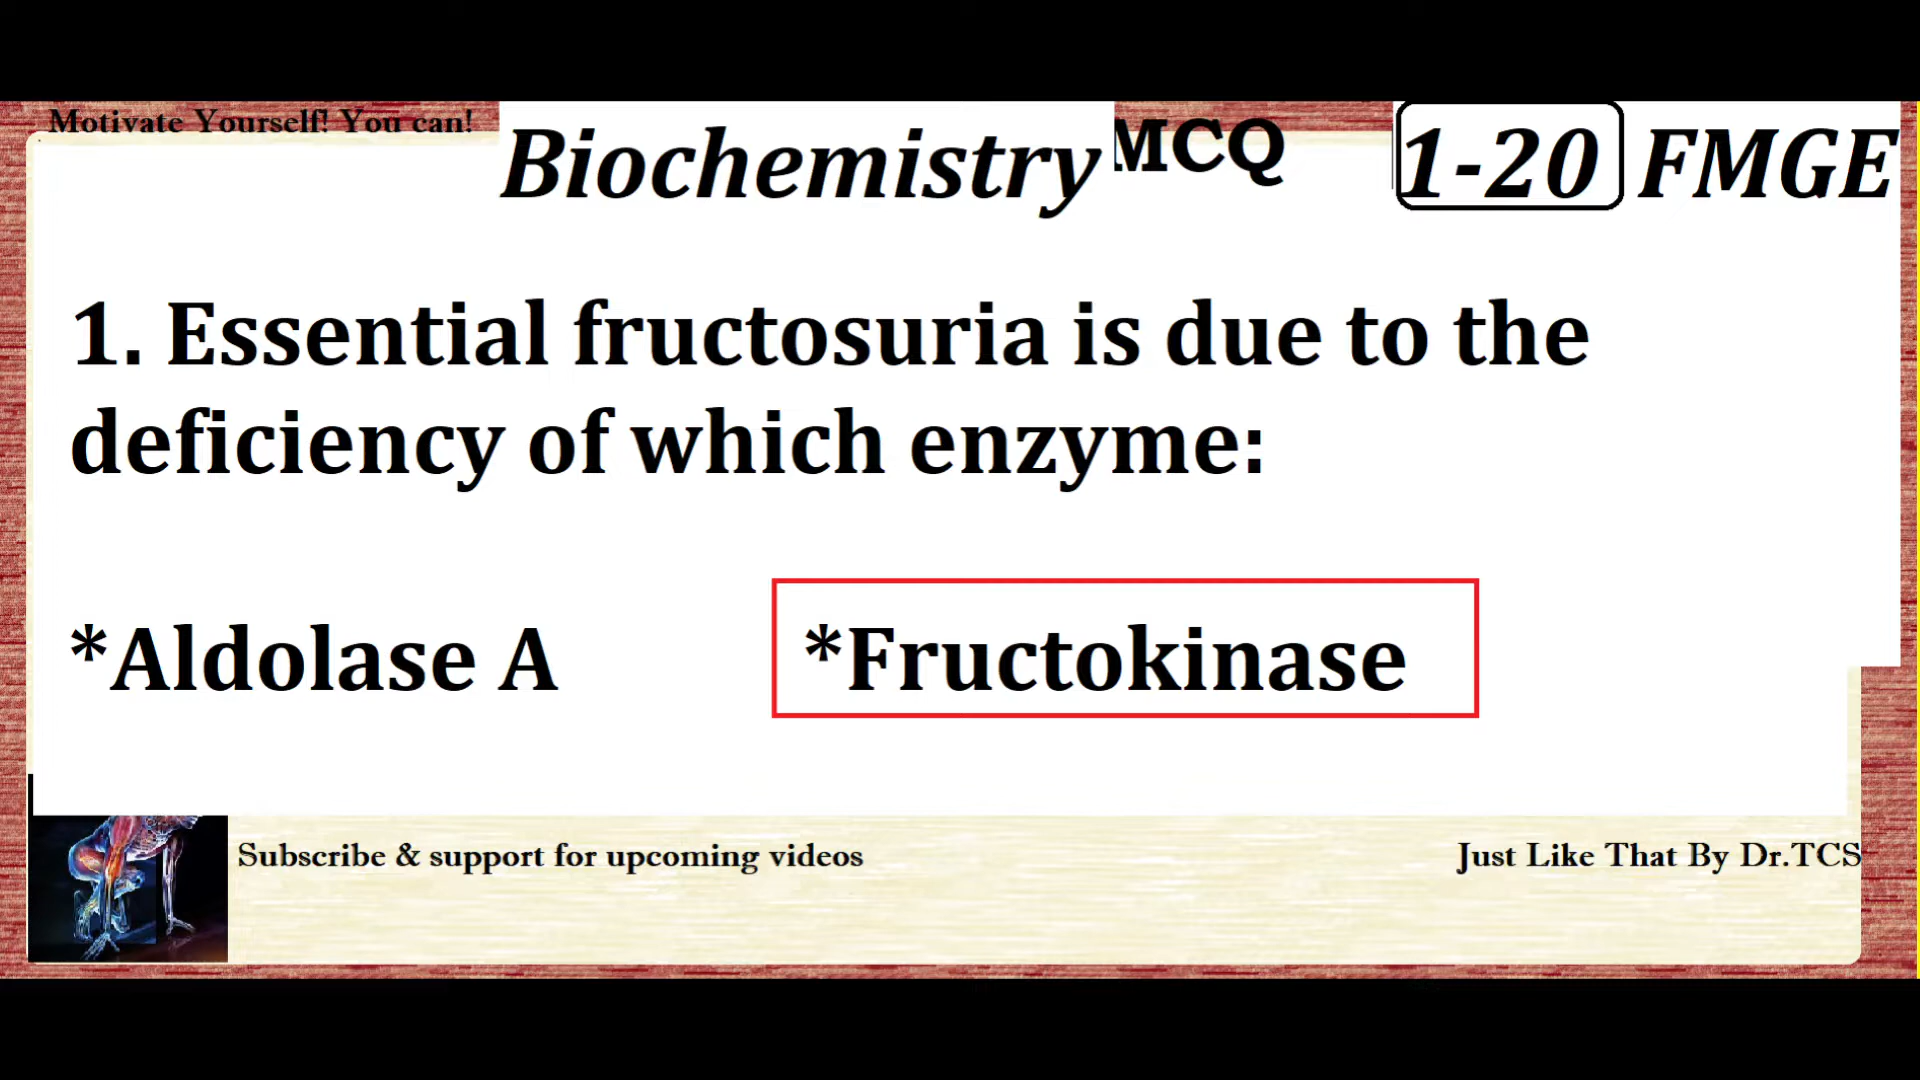 Motivate Yourself! You can!
Biochemistry MCQ 1-20 FMGE
1. Essential fructosuria is due to the
deficiency of which enzyme:
*Aldolase A *Fructokinase
Subscribe & support for upcoming videos Just Like That By Dr.TCS